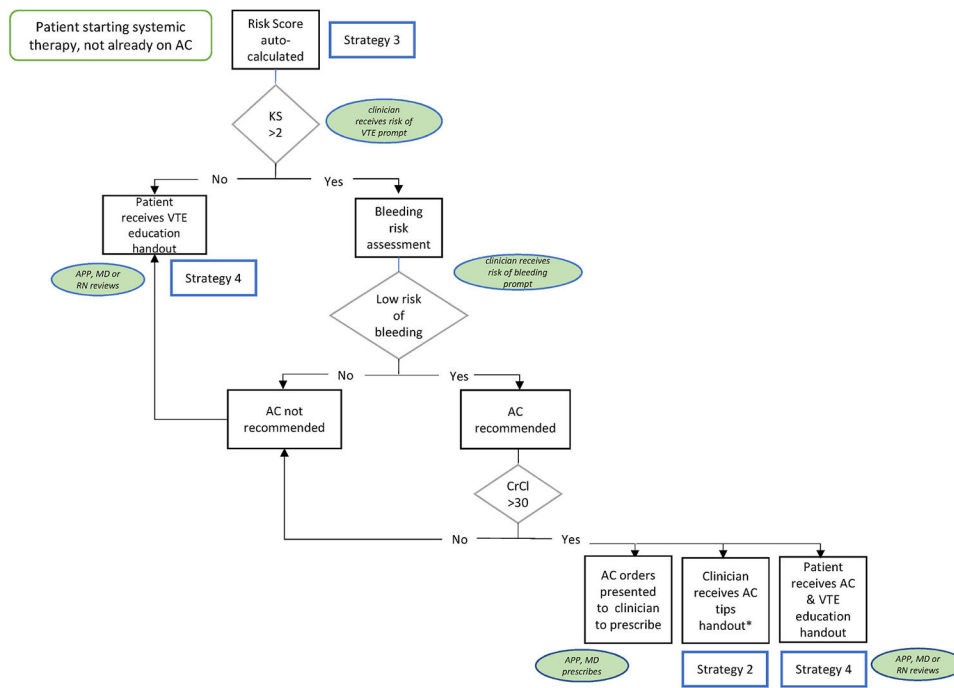 Patient starting systemic
therapy, not already on AC
Risk Score
auto-
calculated
Strategy 3
KS
>2
clinician
receives risk of
VTE prompt
No
Yes
Patient
receives VTE
education
handout
Bleeding
risk
assessment
APP, MD or
RN reviews
Strategy 4
clinician receives
risk of bleeding
prompt
Low risk
of
bleeding
No
Yes
AC not
recommended
AC
recommended
CrCl
>30
No
Yes
AC orders
presented
to clinician
to prescribe
Clinician
receives AC
tips
handout*
Patient
receives AC
& VTE
education
handout
APP, MD
prescribes
Strategy 2
Strategy 4
APP, MD or
RN reviews